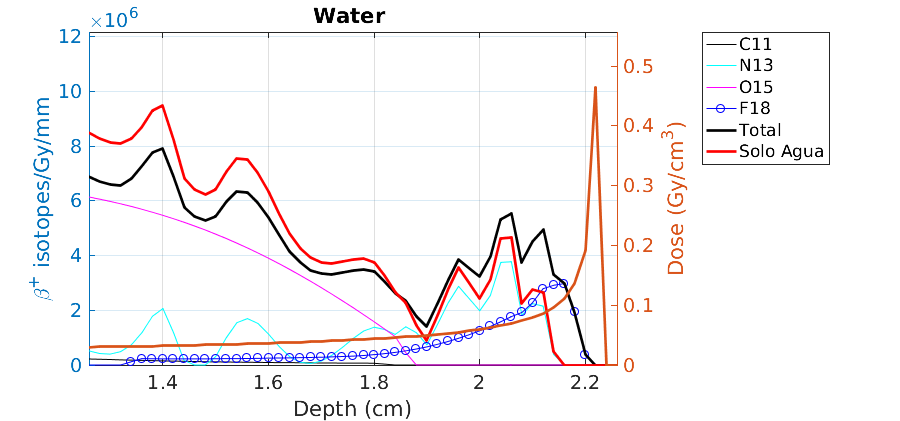 Water
×10⁶
12
10
8
6
4
2
0
β⁺ isotopes/Gy/mm
1.4
1.6
1.8
2
2.2
Depth (cm)
0.5
0.4
0.3
0.2
0.1
0
Dose (Gy/cm³)
C11
N13
O15
F18
Total
Solo Agua